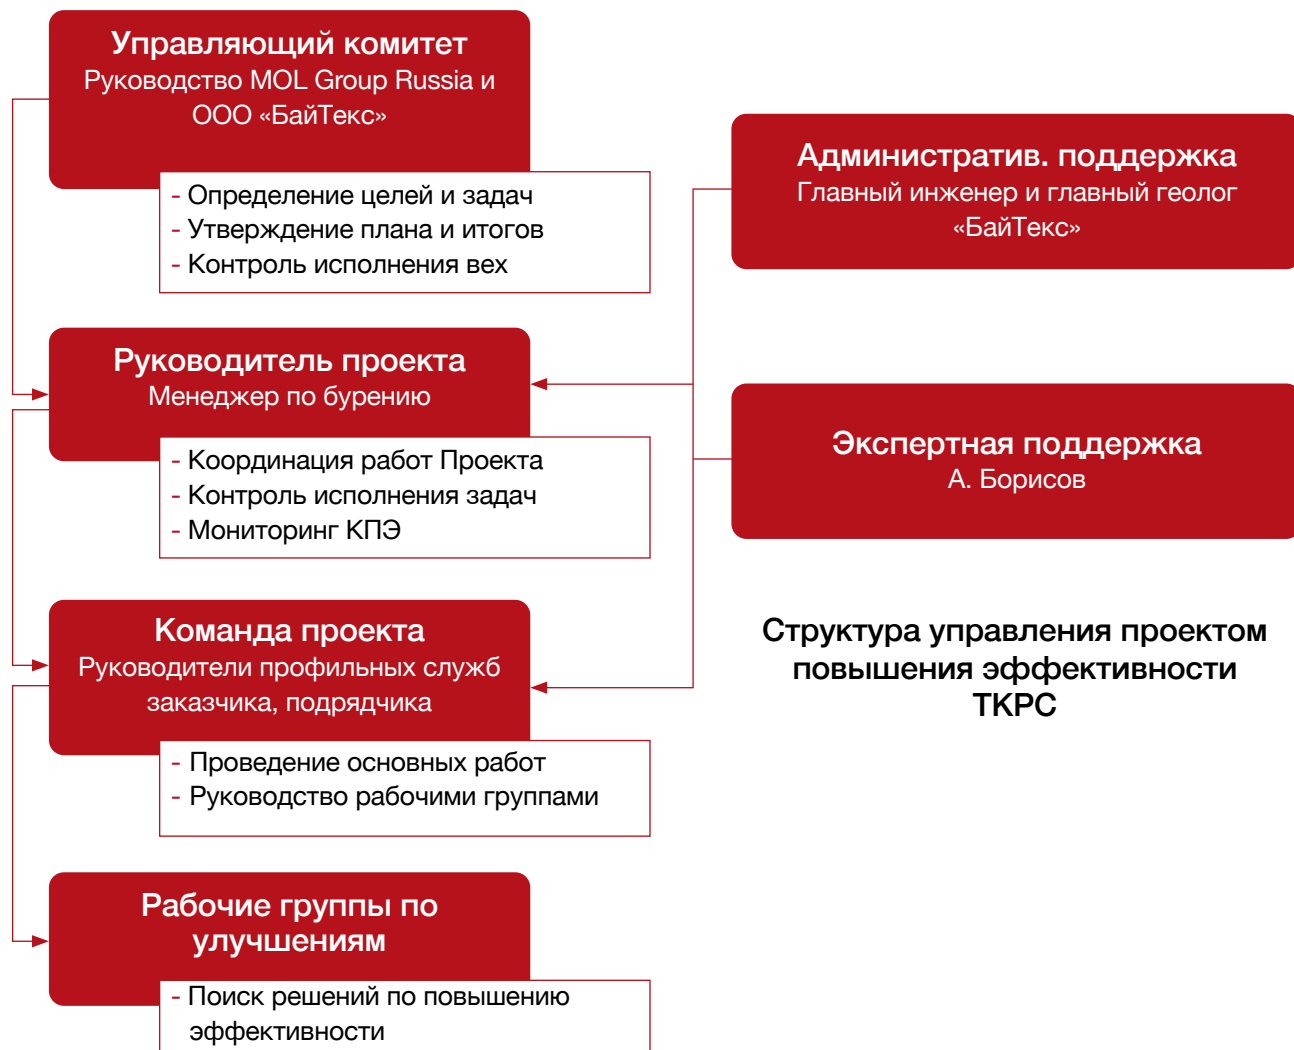 Управляющий комитет
Руководство MOL Group Russia и
ООО «БайТекс»
- Определение целей и задач
- Утверждение плана и итогов
- Контроль исполнения вех
Административ. поддержка
Главный инженер и главный геолог
«БайТекс»
Руководитель проекта
Менеджер по бурению
- Координация работ Проекта
- Контроль исполнения задач
- Мониторинг КПЭ
Экспертная поддержка
А. Борисов
Команда проекта
Руководители профильных служб
заказчика, подрядчика
- Проведение основных работ
- Руководство рабочими группами
Структура управления проектом
повышения эффективности
ТКРС
Рабочие группы по
улучшениям
- Поиск решений по повышению
эффективности